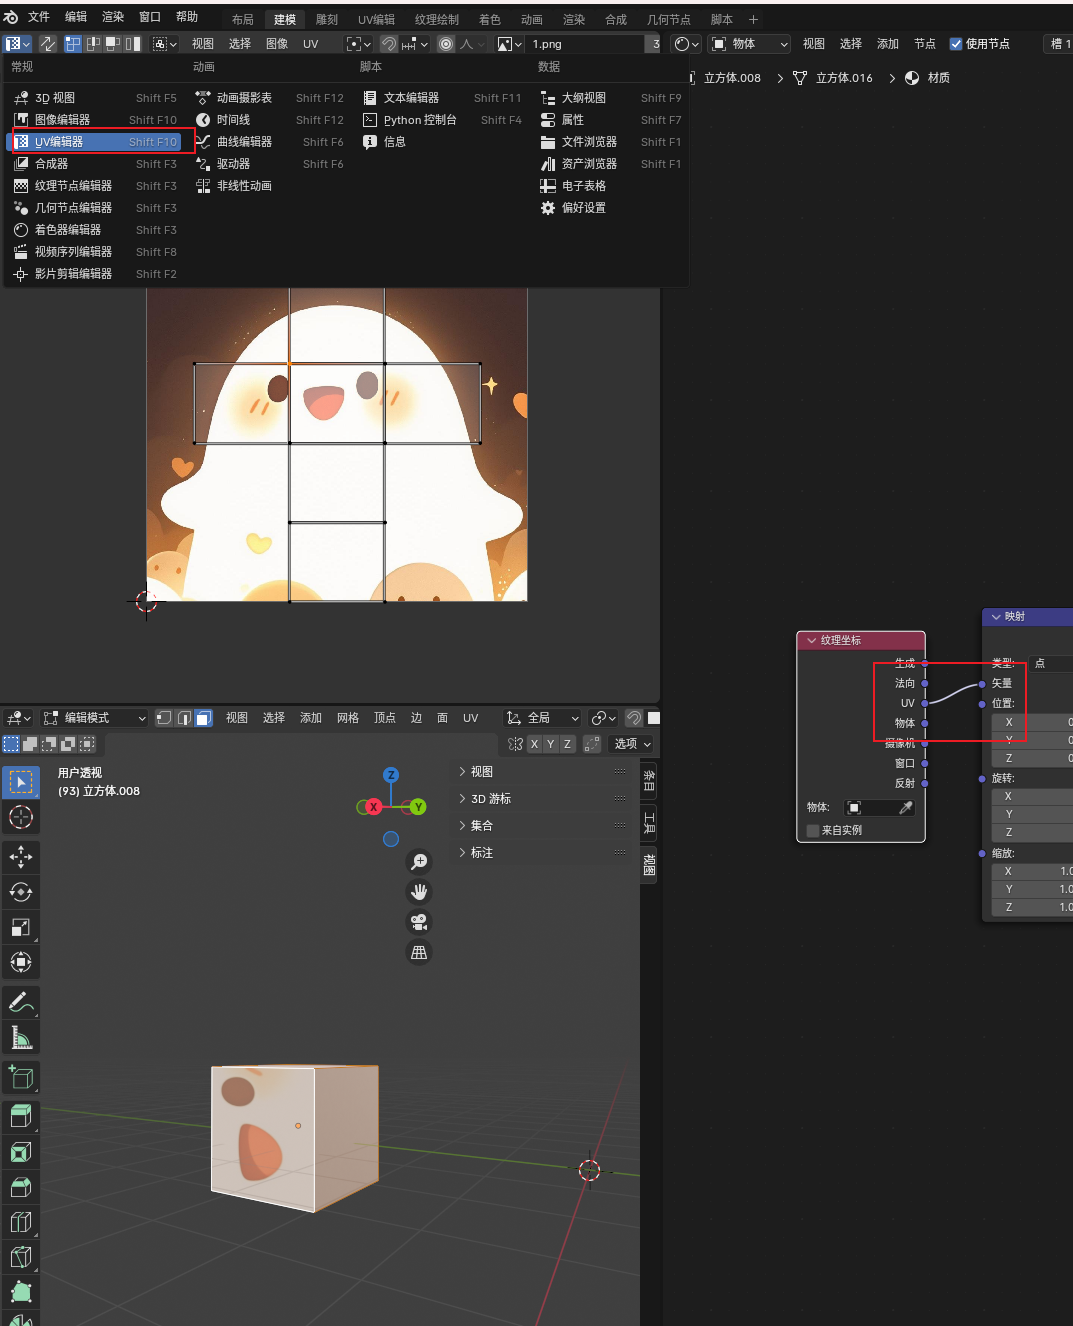 文件 编辑 渲染 窗口 帮助 布局 建模 雕刻 UV编辑 纹理绘制 着色 动画 渲染 合成 几何节点 脚本 +
视图 选择 图像 UV 1.png 3 物体 视图 选择 添加 节点 使用节点 槽 1
常规 动画 脚本 数据
立方体.008 立方体.016 材质
3D 视图 Shift F5 动画摄影表 Shift F12 文本编辑器 Shift F11 大纲视图 Shift F9
图像编辑器 Shift F10 时间线 Shift F12 Python 控制台 Shift F4 属性 Shift F7
UV编辑器 Shift F10 曲线编辑器 Shift F6 信息 文件浏览器 Shift F1
合成器 Shift F3 驱动器 Shift F6 资产浏览器 Shift F1
纹理节点编辑器 Shift F3 非线性动画 电子表格
几何节点编辑器 Shift F3 偏好设置
着色器编辑器 Shift F3
视频序列编辑器 Shift F8
影片剪辑编辑器 Shift F2
映射
纹理坐标
生成 类型: 点
法向 矢量
UV 位置:
物体 X 0
摄像机 Y 0
窗口 Z 0
反射 旋转:
X
物体: Y
来自实例 Z
缩放:
X 1.0
Y 1.0
Z 1.0
编辑模式 视图 选择 添加 网格 顶点 边 面 UV 全局
X Y Z 选项
用户透视
(93) 立方体.008
Z
X
Y
视图
3D 游标
集合
标注
条目
工具
视图